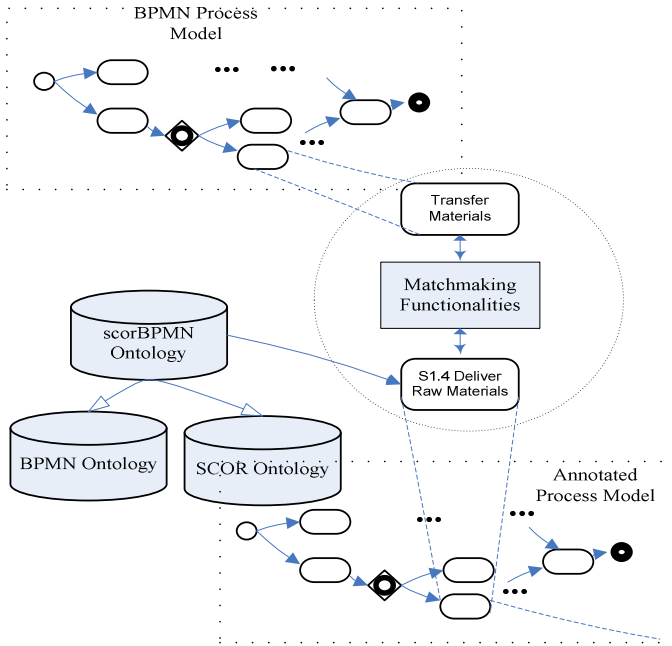 BPMN Process
Model
Transfer
Materials
Matchmaking
Functionalities
scorBPMN
Ontology
S1.4 Deliver
Raw Materials
BPMN Ontology
SCOR Ontology
Annotated
Process Model